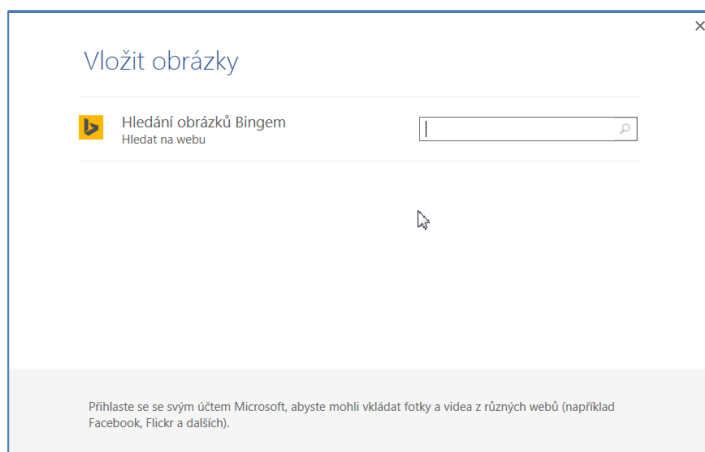 Vložit obrázky
Hledání obrázků Bingem
Hledat na webu
Přihlaste se se svým účtem Microsoft, abyste mohli vkládat fotky a videa z různých webů (například
Facebook, Flickr a dalších).